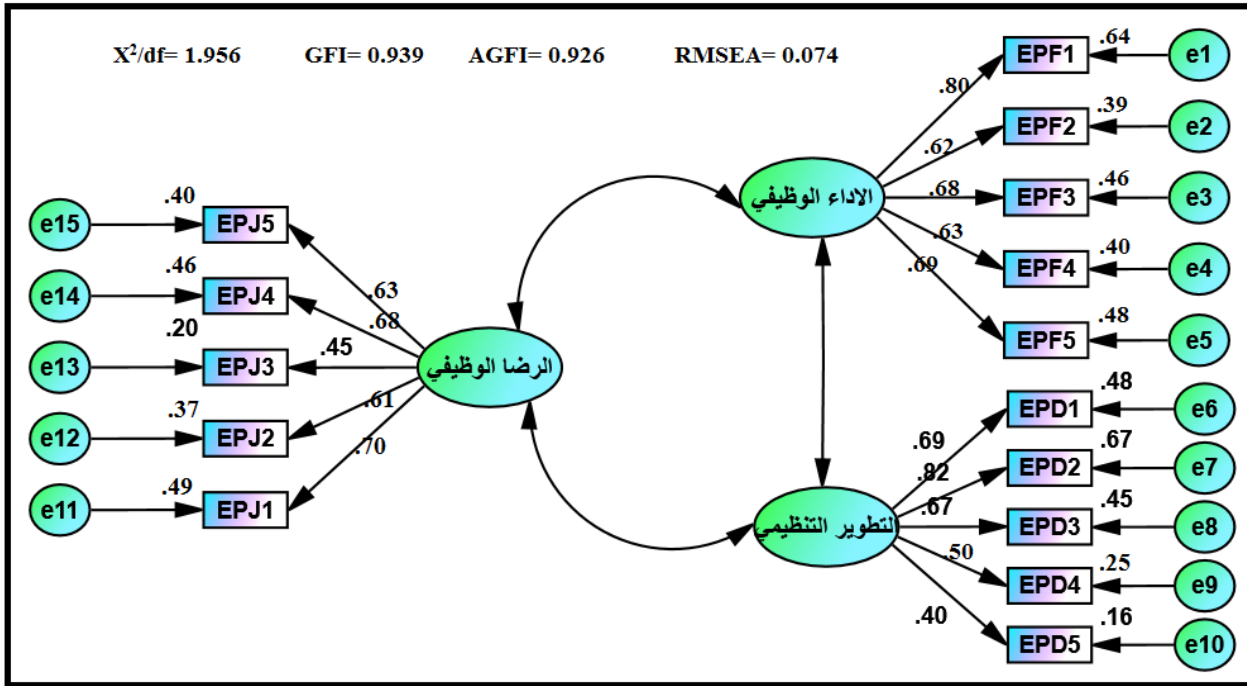 X²/df= 1.956 GFI= 0.939 AGFI= 0.926 RMSEA= 0.074
.64
EPF1
e1
.80
.39
EPF2
e2
.62
.46
EPF3
e3
.68
.40
EPF4
e4
.63
.48
EPF5
e5
.69
الاداء الوظيفي
.40
e15
EPJ5
.63
.46
e14
EPJ4
.68
.20
e13
EPJ3
.45
.37
e12
EPJ2
.61
.49
e11
EPJ1
.70
الرضا الوظيفي
.48
EPD1
e6
.69
.67
EPD2
e7
.82
.45
EPD3
e8
.67
.25
EPD4
e9
.50
.16
EPD5
e10
.40
لتطوير التنظيمي